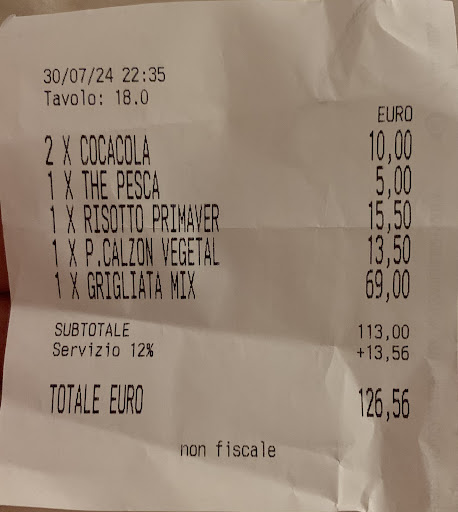 30/07/24 22:35
Tavolo: 18.0
EURO
2 X COCACOLA 10,00
1 X THE PESCA 5,00
1 X RISOTTO PRIMAVER 15,50
1 X P.CALZON VEGETAL 13,50
1 X GRIGLIATA MIX 69,00
SUBTOTALE 113,00
Servizio 12% +13,56
TOTALE EURO 126,56
non fiscale